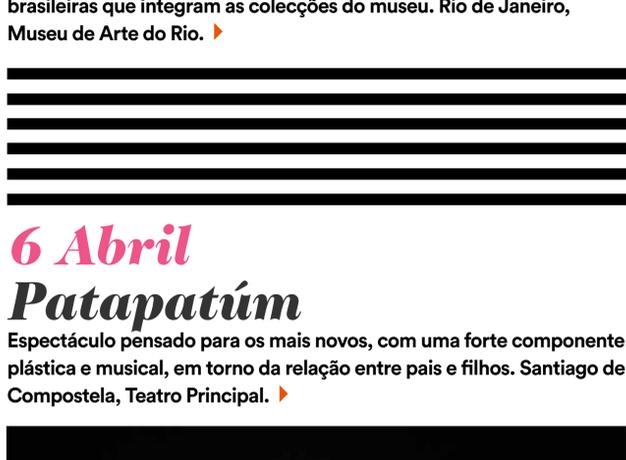 brasileiras que integram as colecções do museu. Rio de Janeiro,
Museu de Arte do Rio.
6 Abril
Patapatúm
Espectáculo pensado para os mais novos, com uma forte componente
plástica e musical, em torno da relação entre pais e filhos. Santiago de
Compostela, Teatro Principal.